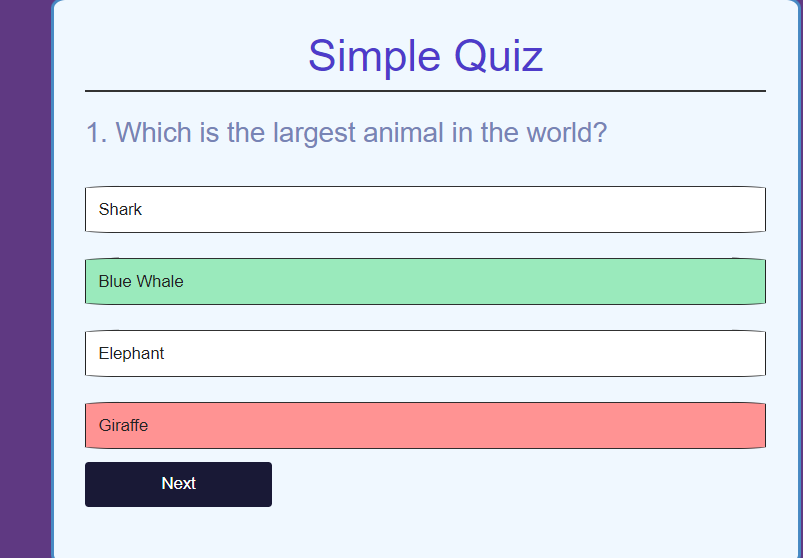 Simple Quiz
1. Which is the largest animal in the world?
Shark
Blue Whale
Elephant
Giraffe
Next